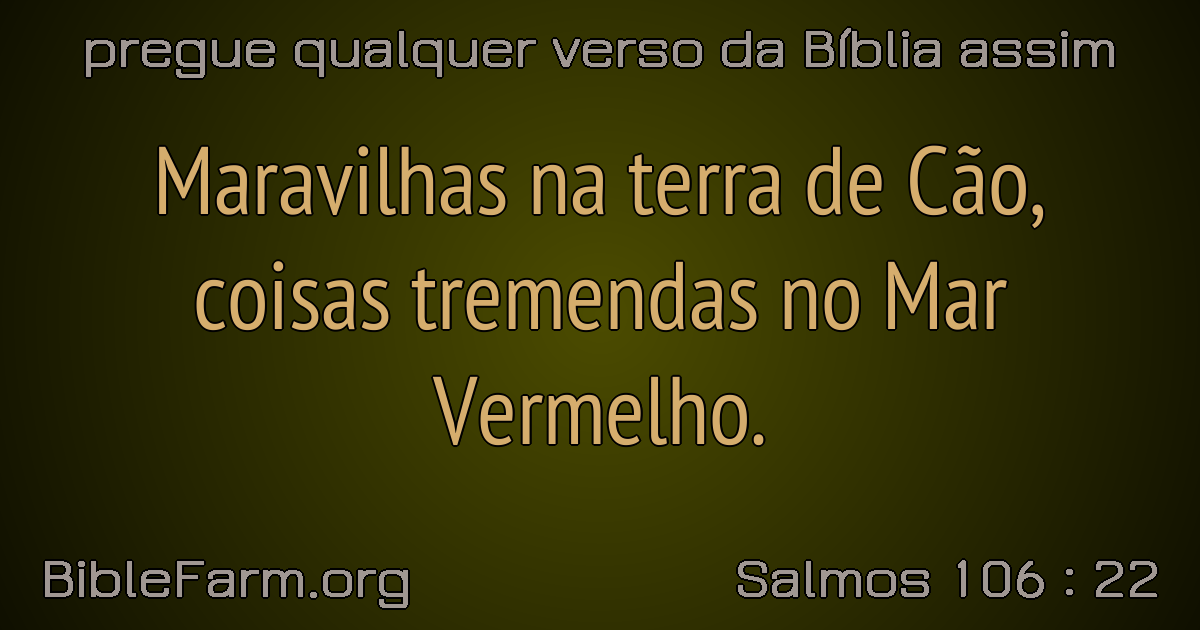 pregue qualquer verso da Bíblia assim
Maravilhas na terra de Cão,
coisas tremendas no Mar
Vermelho.
BibleFarm.org
Salmos 106 : 22